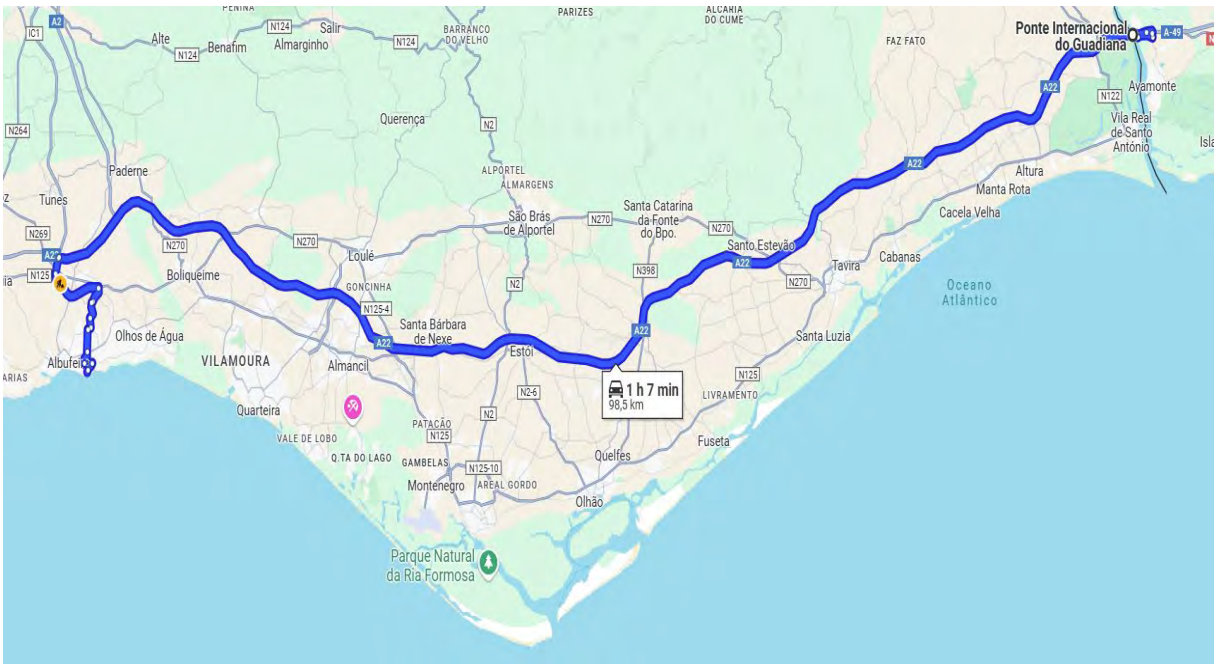 PENINA
PARIZES
ALCARIA
DO CUME
A2
IC1
Alte
N124
Salir
Benafim
N124
Almarginho
BARRANCO
DO VELHO
N124
FAZ FATO
Ponte Internacional
do Guadiana
A-49
A22
N122
Ayamonte
N264
Querença
N2
Vila Real
de Santo
António
Paderne
ALPORTEL
ALMARGENS
A22
Altura
Manta Rota
Tunes
São Brás
de Alportel
N270
Santa Catarina
da Fonte
do Bpo.
Cacela Velha
N269
N270
N270
Loulé
Santo Estevão
A22
Tavira
Cabanas
N125
Boliqueime
GONCINHA
N2
N398
N270
Oceano
Atlântico
N125-4
Santa Bárbara
de Nexe
A22
Olhos de Água
A22
Estói
Santa Luzia
Albufeira
VILAMOURA
Almancil
1 h 7 min
98,5 km
N125
N2-6
LIVRAMENTO
Quarteira
N2
PATACÃO
N125
VALE DE LOBO
Fuseta
Q.TA DO LAGO
GAMBELAS
N125-10
Quelfes
Montenegro
AREAL GORDO
Olhão
Parque Natural
da Ria Formosa